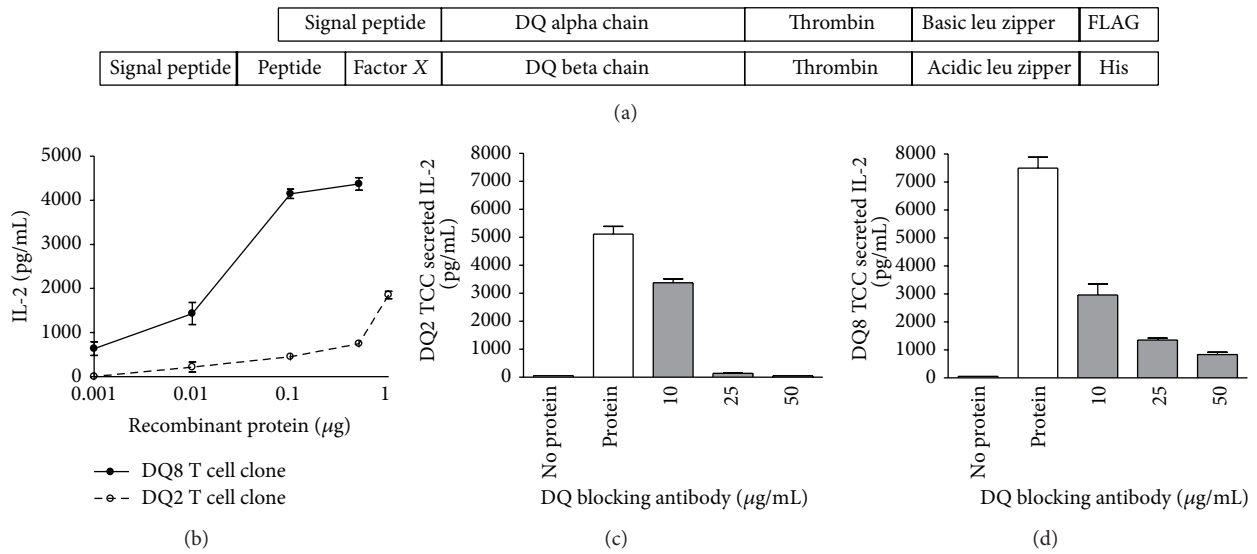 Signal peptide DQ alpha chain Thrombin Basic leu zipper FLAG
Signal peptide Peptide Factor X DQ beta chain Thrombin Acidic leu zipper His
(a)
5000
4000
3000
2000
1000
0
IL-2 (pg/mL)
0.001 0.01 0.1 1
Recombinant protein (μg)
DQ8 T cell clone
DQ2 T cell clone
(b)
8000
7000
6000
5000
4000
3000
2000
1000
0
DQ2 TCC secreted IL-2
(pg/mL)
No protein
Protein
10
25
50
DQ blocking antibody (μg/mL)
(c)
8000
7000
6000
5000
4000
3000
2000
1000
0
DQ8 TCC secreted IL-2
(pg/mL)
No protein
Protein
10
25
50
DQ blocking antibody (μg/mL)
(d)